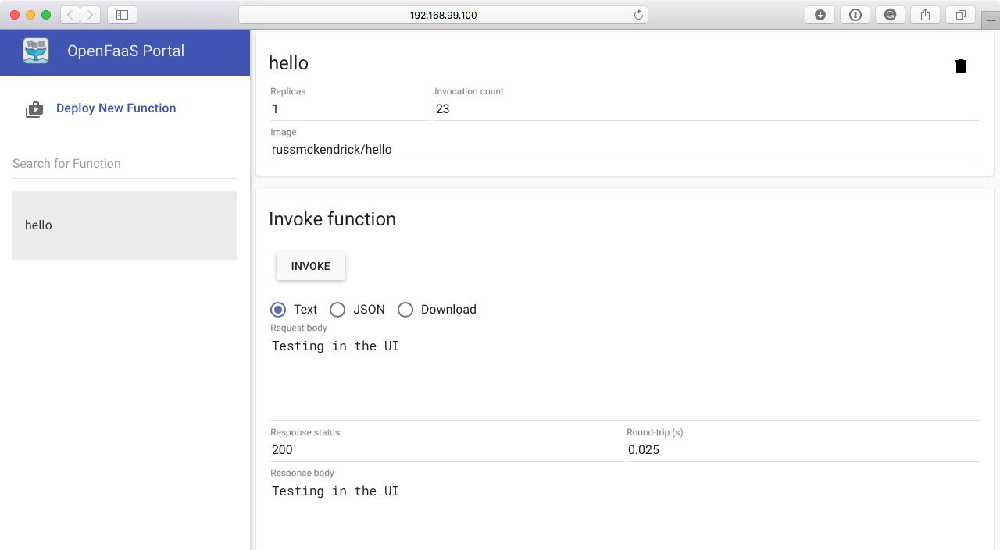 192.168.99.100
OpenFaaS Portal
Deploy New Function
Search for Function
hello
hello
Replicas
Invocation count
1
23
Image
russmckendrick/hello
Invoke function
INVOKE
Text JSON Download
Request body
Testing in the UI
Response status
Round-trip (s)
200
0.025
Response body
Testing in the UI